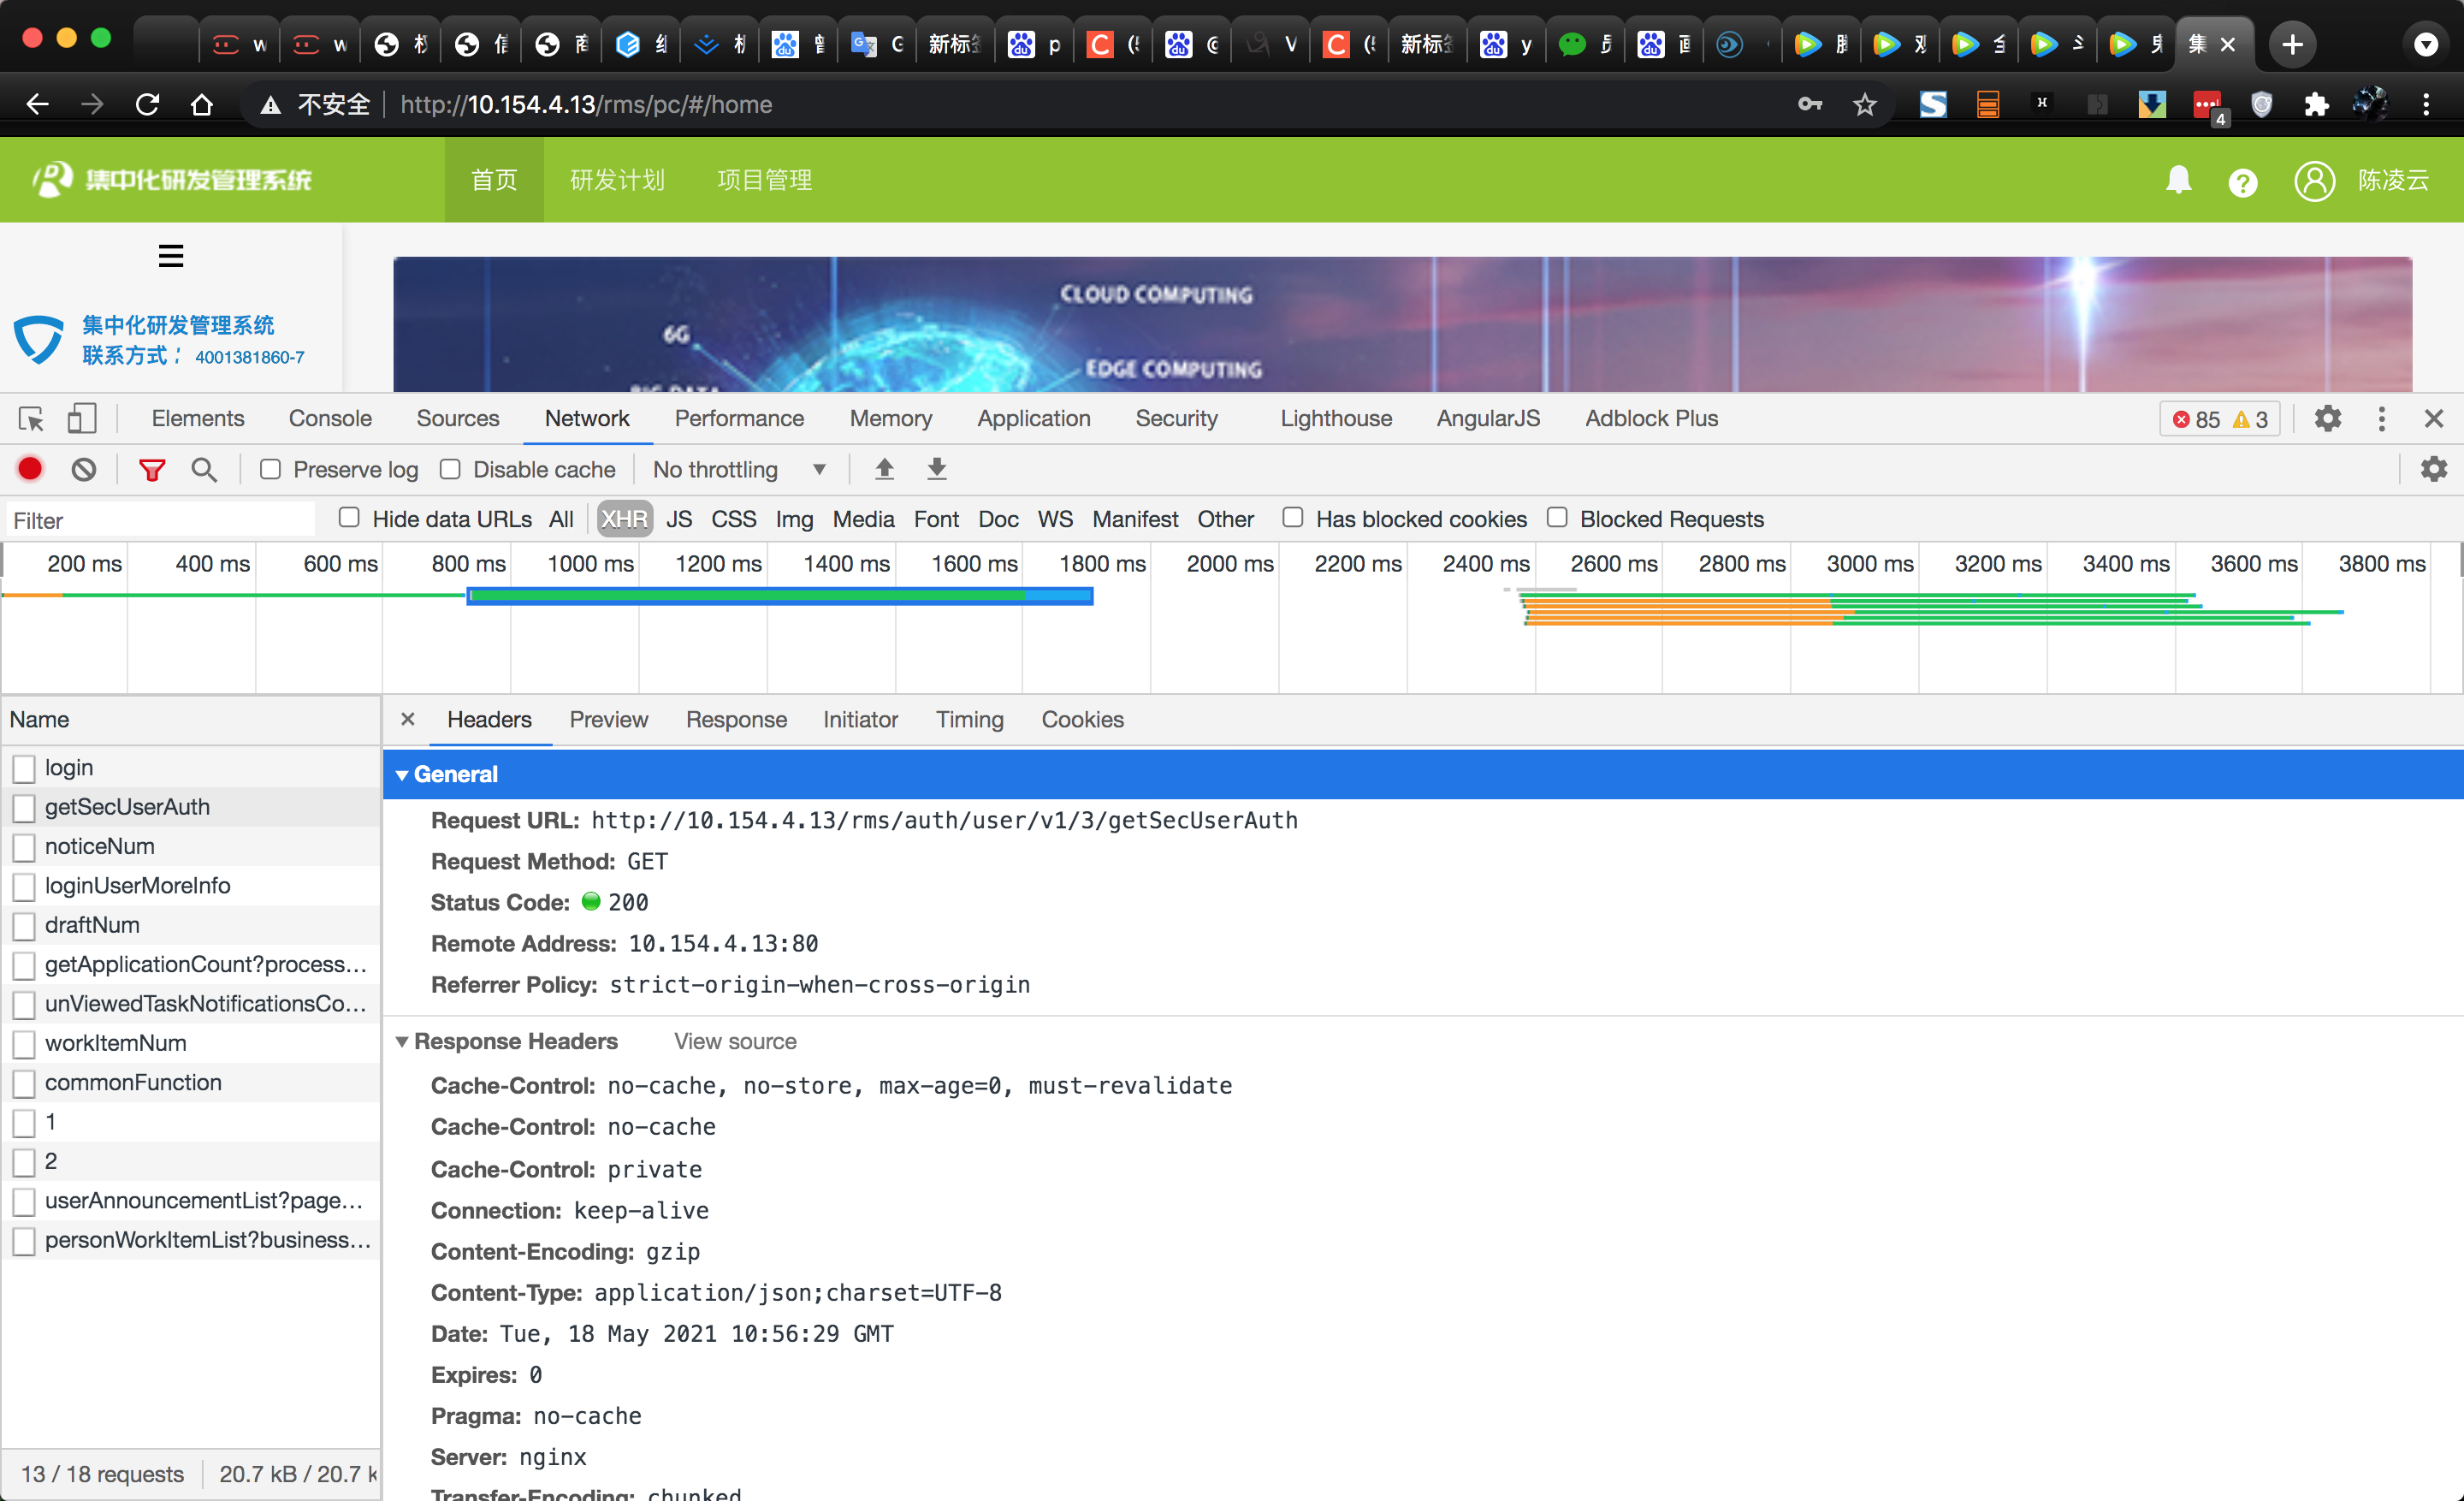 新标
新标
集
不安全 http://10.154.4.13/rms/pc/#/home
4
集中化研发管理系统 首页 研发计划 项目管理 陈凌云
集中化研发管理系统
联系方式： 4001381860-7
CLOUD COMPUTING
6G
EDGE COMPUTING
BIG DATA
Elements Console Sources Network Performance Memory Application Security Lighthouse AngularJS Adblock Plus 85 3
Preserve log Disable cache No throttling
Filter Hide data URLs All XHR JS CSS Img Media Font Doc WS Manifest Other Has blocked cookies Blocked Requests
200 ms 400 ms 600 ms 800 ms 1000 ms 1200 ms 1400 ms 1600 ms 1800 ms 2000 ms 2200 ms 2400 ms 2600 ms 2800 ms 3000 ms 3200 ms 3400 ms 3600 ms 3800 ms
Name
login
getSecUserAuth
noticeNum
loginUserMoreInfo
draftNum
getApplicationCount?process…
unViewedTaskNotificationsCo…
workItemNum
commonFunction
1
2
userAnnouncementList?page…
personWorkItemList?business…
13 / 18 requests 20.7 kB / 20.7 k
Headers Preview Response Initiator Timing Cookies
General
Request URL: http://10.154.4.13/rms/auth/user/v1/3/getSecUserAuth
Request Method: GET
Status Code: 200
Remote Address: 10.154.4.13:80
Referrer Policy: strict-origin-when-cross-origin
Response Headers View source
Cache-Control: no-cache, no-store, max-age=0, must-revalidate
Cache-Control: no-cache
Cache-Control: private
Connection: keep-alive
Content-Encoding: gzip
Content-Type: application/json;charset=UTF-8
Date: Tue, 18 May 2021 10:56:29 GMT
Expires: 0
Pragma: no-cache
Server: nginx
Transfer-Encoding: chunked